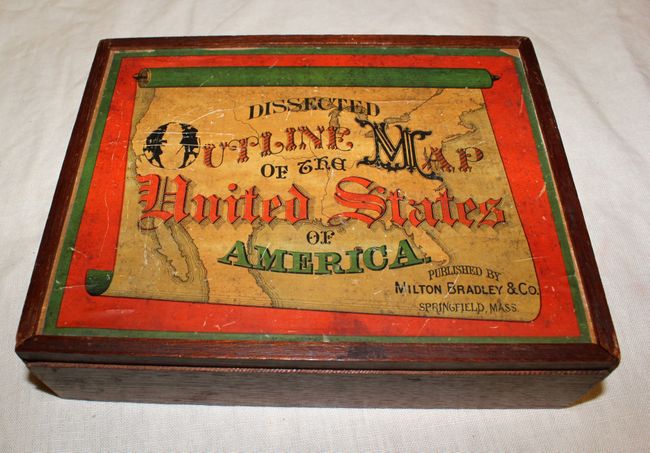 DISSECTED
OUTLINE MAP
OF THE
United States
OF
AMERICA.
PUBLISHED BY
MILTON BRADLEY & CO.
SPRINGFIELD, MASS.